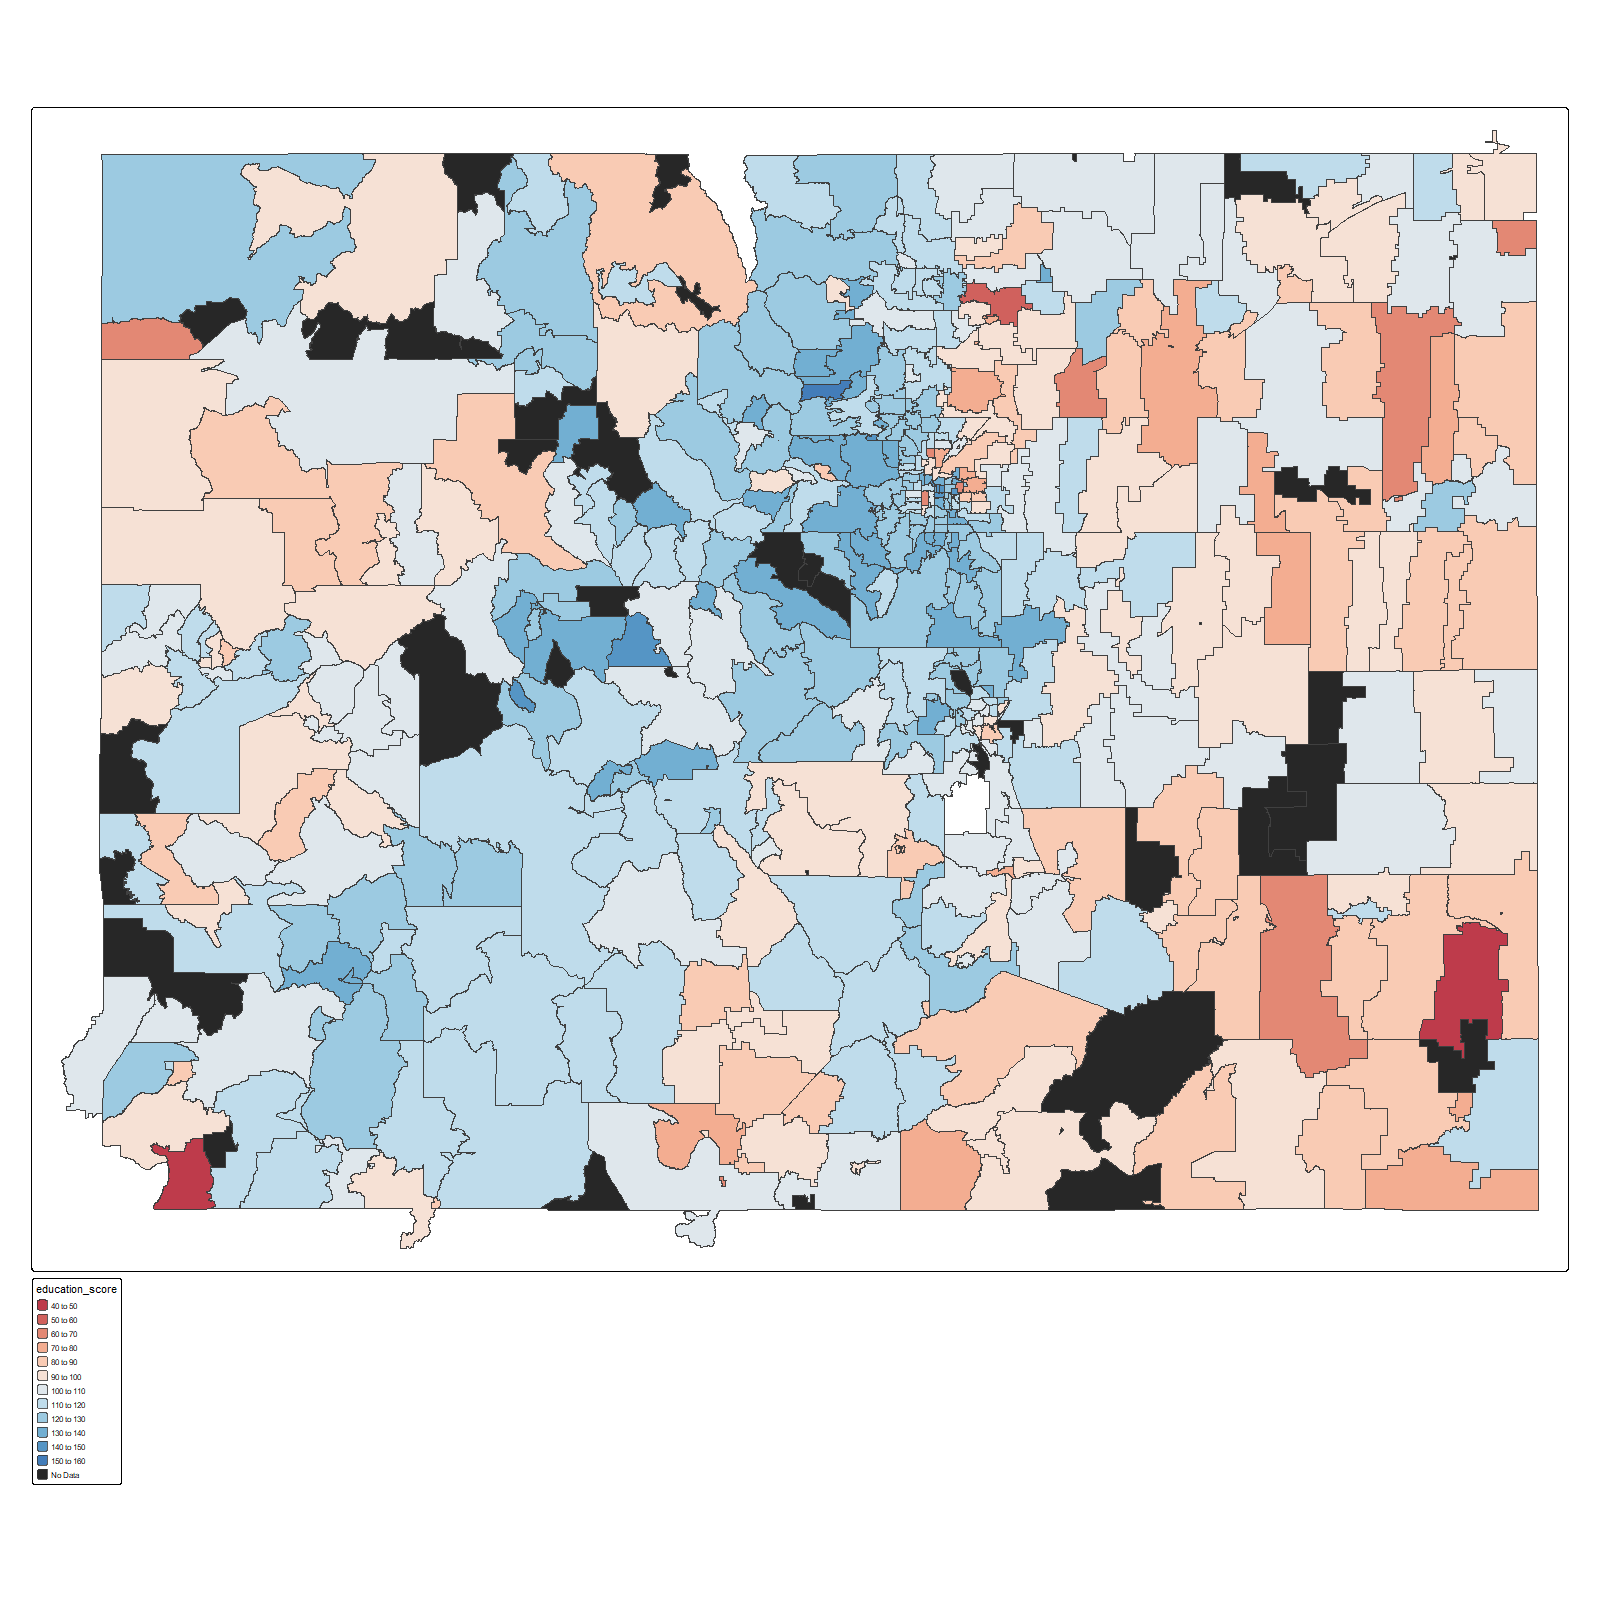 education_score
40 to 50
50 to 60
60 to 70
70 to 80
80 to 90
90 to 100
100 to 110
110 to 120
120 to 130
130 to 140
140 to 150
150 to 160
No Data